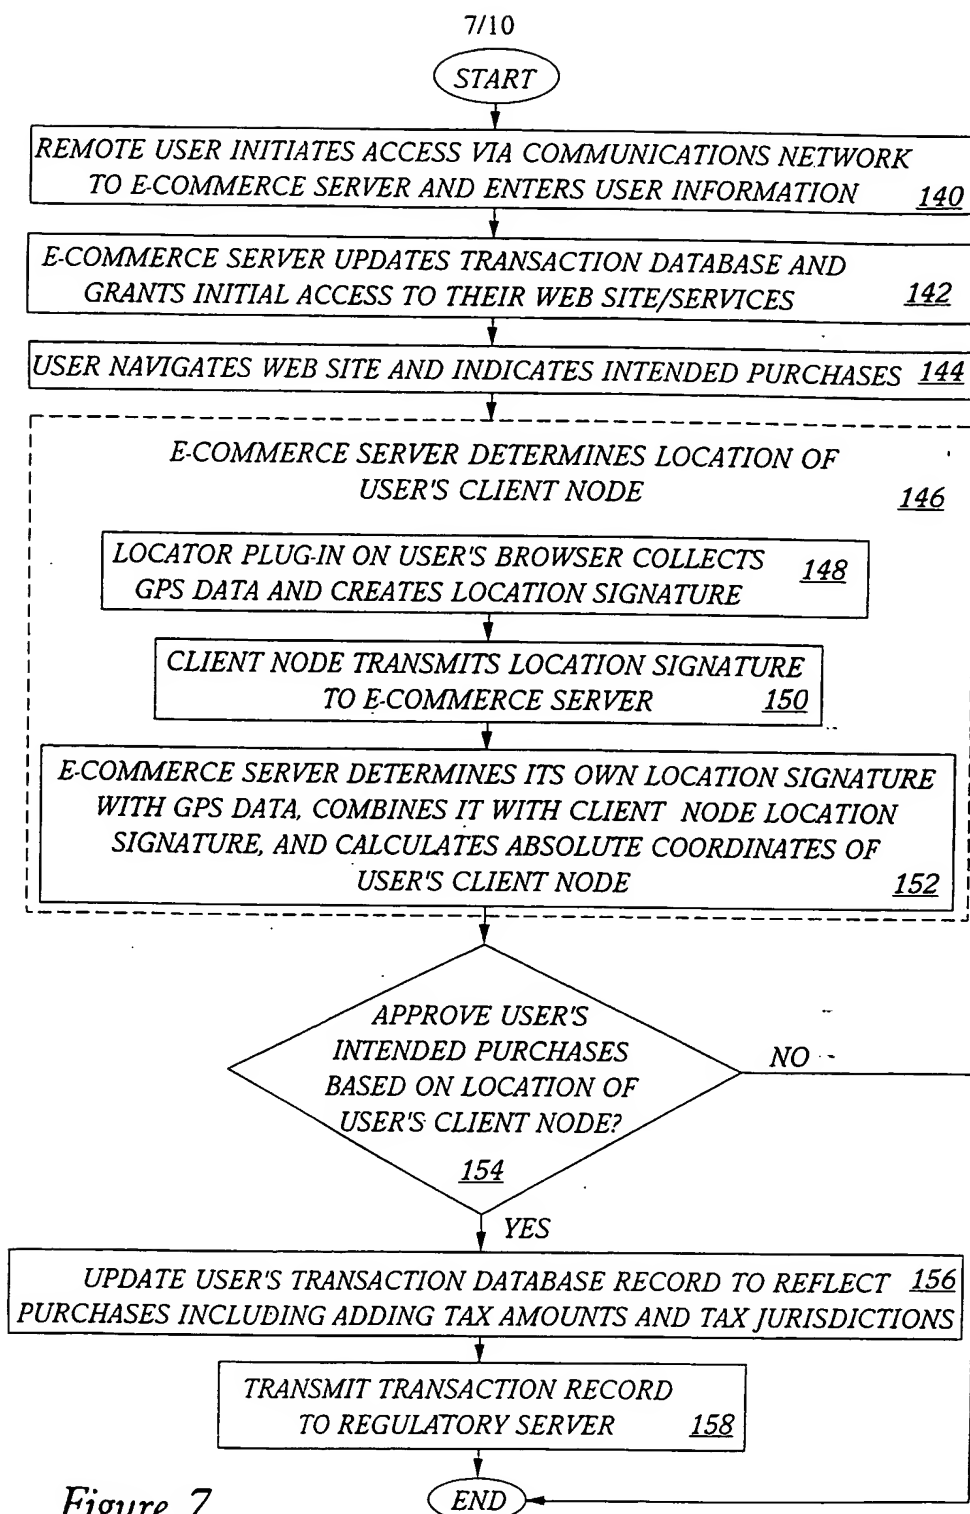 7/10
START
REMOTE USER INITIATES ACCESS VIA COMMUNICATIONS NETWORK
TO E-COMMERCE SERVER AND ENTERS USER INFORMATION 140
E-COMMERCE SERVER UPDATES TRANSACTION DATABASE AND
GRANTS INITIAL ACCESS TO THEIR WEB SITE/SERVICES 142
USER NAVIGATES WEB SITE AND INDICATES INTENDED PURCHASES 144
E-COMMERCE SERVER DETERMINES LOCATION OF
USER'S CLIENT NODE 146
LOCATOR PLUG-IN ON USER'S BROWSER COLLECTS 148
GPS DATA AND CREATES LOCATION SIGNATURE
CLIENT NODE TRANSMITS LOCATION SIGNATURE
TO E-COMMERCE SERVER 150
E-COMMERCE SERVER DETERMINES ITS OWN LOCATION SIGNATURE
WITH GPS DATA, COMBINES IT WITH CLIENT NODE LOCATION
SIGNATURE, AND CALCULATES ABSOLUTE COORDINATES OF
USER'S CLIENT NODE 152
APPROVE USER'S
INTENDED PURCHASES
BASED ON LOCATION OF
USER'S CLIENT NODE?
154
NO
YES
UPDATE USER'S TRANSACTION DATABASE RECORD TO REFLECT 156
PURCHASES INCLUDING ADDING TAX AMOUNTS AND TAX JURISDICTIONS
TRANSMIT TRANSACTION RECORD
TO REGULATORY SERVER 158
END
Figure 7